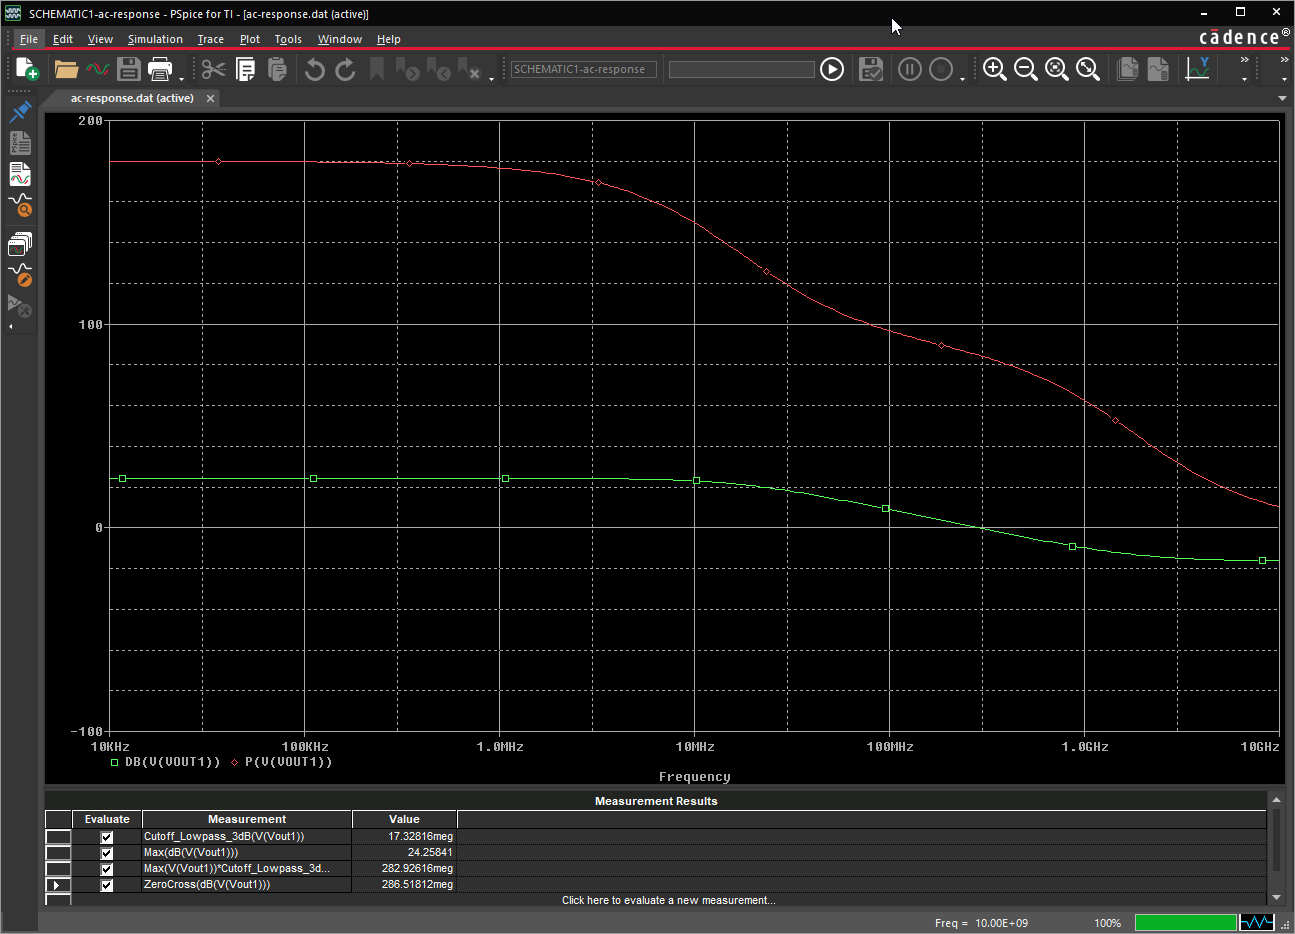 SCHEMATIC1-ac-response - PSpice for TI - [ac-response.dat (active)]
File Edit View Simulation Trace Plot Tools Window Help
cādence®
SCHEMATIC1-ac-response
ac-response.dat (active)
200
100
0
-100
10KHz 100KHz 1.0MHz 10MHz 100MHz 1.0GHz 10GHz
DB(V(VOUT1)) P(V(VOUT1))
Frequency
Measurement Results
Evaluate Measurement Value
Cutoff_Lowpass_3dB(V(Vout1)) 17.32816meg
Max(dB(V(Vout1))) 24.25841
Max(V(Vout1))*Cutoff_Lowpass_3d... 282.92616meg
ZeroCross(dB(V(Vout1))) 286.51812meg
Click here to evaluate a new measurement...
Freq = 10.00E+09 100%